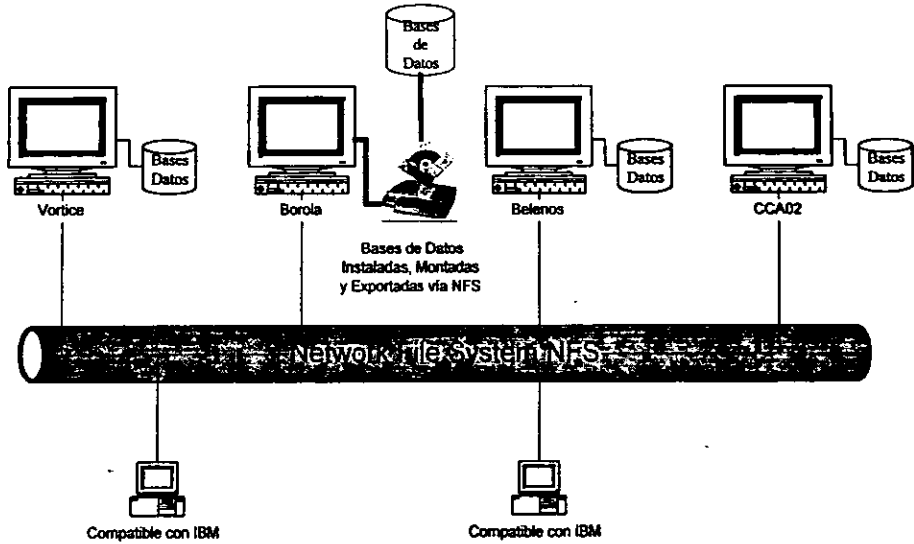 Bases
de
Datos
Bases
Datos
Vortice
Borola
Bases
Datos
Belenos
Bases
Datos
CCA02
Bases de Datos
Instaladas, Montadas
y Exportadas vía NFS
Network File System NFS
Compatible con IBM
Compatible con IBM